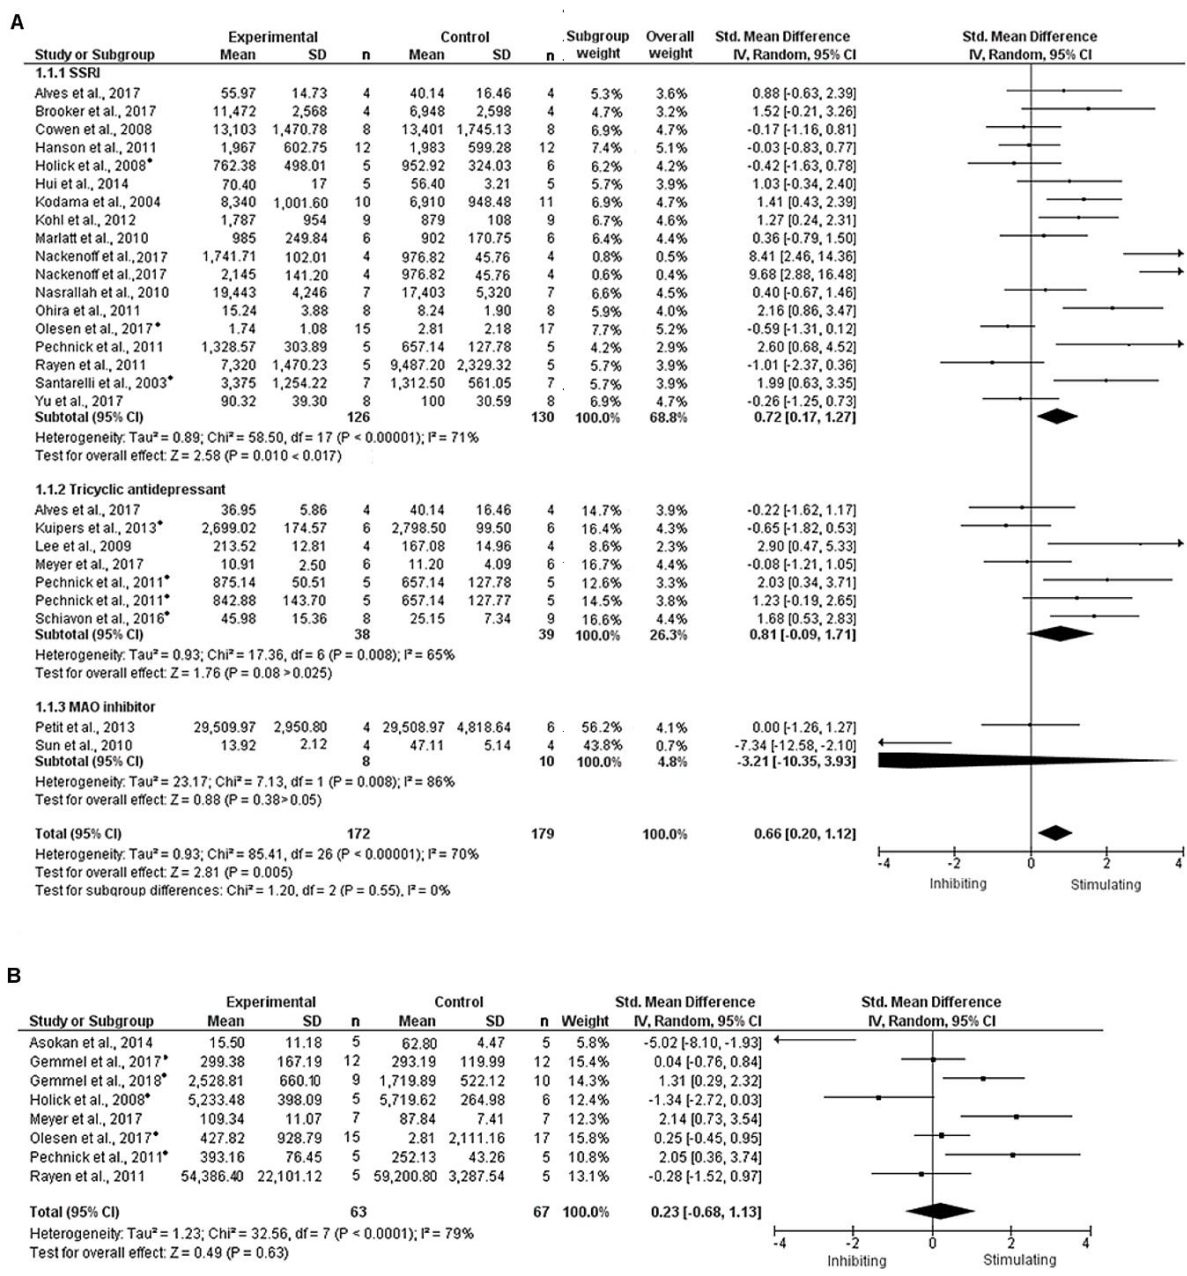 A
Experimental Control Subgroup Overall Std. Mean Difference Std. Mean Difference
Study or Subgroup Mean SD n Mean SD n weight weight IV, Random, 95% CI IV, Random, 95% CI
1.1.1 SSRI
Alves et al., 2017 55.97 14.73 4 40.14 16.46 4 5.3% 3.6% 0.88 [-0.63, 2.39]
Brooker et al., 2017 11,472 2,568 4 6,948 2,598 4 4.7% 3.2% 1.52 [-0.21, 3.26]
Cowen et al., 2008 13,103 1,470.78 8 13,401 1,745.13 8 6.9% 4.7% -0.17 [-1.16, 0.81]
Hanson et al., 2011 1,967 602.75 12 1,983 599.28 12 7.4% 5.1% -0.03 [-0.83, 0.77]
Holick et al., 2008* 762.38 498.01 5 952.92 324.03 6 6.2% 4.2% -0.42 [-1.63, 0.78]
Hui et al., 2014 70.40 17 5 56.40 3.21 5 5.7% 3.9% 1.03 [-0.34, 2.40]
Kodama et al., 2004 8,340 1,001.60 10 6,910 948.48 11 6.9% 4.7% 1.41 [0.43, 2.39]
Kohl et al., 2012 1,787 954 9 879 108 9 6.7% 4.6% 1.27 [0.24, 2.31]
Marlatt et al., 2010 985 249.84 6 902 170.75 6 6.4% 4.4% 0.36 [-0.79, 1.50]
Nackenoff et al.,2017 1,741.71 102.01 4 976.82 45.76 4 0.8% 0.5% 8.41 [2.46, 14.36]
Nackenoff et al.,2017 2,145 141.20 4 976.82 45.76 4 0.6% 0.4% 9.68 [2.88, 16.48]
Nasrallah et al., 2010 19,443 4,246 7 17,403 5,320 7 6.6% 4.5% 0.40 [-0.67, 1.46]
Ohira et al., 2011 15.24 3.88 8 8.24 1.90 8 5.9% 4.0% 2.16 [0.86, 3.47]
Olesen et al., 2017* 1.74 1.08 15 2.81 2.18 17 7.7% 5.2% -0.59 [-1.31, 0.12]
Pechnick et al., 2011 1,328.57 303.89 5 657.14 127.78 5 4.2% 2.9% 2.60 [0.68, 4.52]
Rayen et al., 2011 7,320 1,470.23 5 9,487.20 2,329.32 5 5.7% 3.9% -1.01 [-2.37, 0.36]
Santarelli et al., 2003* 3,375 1,254.22 7 1,312.50 561.05 7 5.7% 3.9% 1.99 [0.63, 3.35]
Yu et al., 2017 90.32 39.30 8 100 30.59 8 6.9% 4.7% -0.26 [-1.25, 0.73]
Subtotal (95% CI) 126 130 100.0% 68.8% 0.72 [0.17, 1.27]
Heterogeneity: Tau² = 0.89; Chi² = 58.50, df = 17 (P < 0.00001); I² = 71%
Test for overall effect: Z = 2.58 (P = 0.010 < 0.017)
1.1.2 Tricyclic antidepressant
Alves et al., 2017 36.95 5.86 4 40.14 16.46 4 14.7% 3.9% -0.22 [-1.62, 1.17]
Kuipers et al., 2013* 2,699.02 174.57 6 2,798.50 99.50 6 16.4% 4.3% -0.65 [-1.82, 0.53]
Lee et al., 2009 213.52 12.81 4 167.08 14.96 4 8.6% 2.3% 2.90 [0.47, 5.33]
Meyer et al., 2017 10.91 2.50 6 11.20 4.09 6 16.7% 4.4% -0.08 [-1.21, 1.05]
Pechnick et al., 2011* 875.14 50.51 5 657.14 127.78 5 12.6% 3.3% 2.03 [0.34, 3.71]
Pechnick et al., 2011* 842.88 143.70 5 657.14 127.77 5 14.5% 3.8% 1.23 [-0.19, 2.65]
Schiavon et al., 2016* 45.98 15.36 8 25.15 7.34 9 16.6% 4.4% 1.68 [0.53, 2.83]
Subtotal (95% CI) 38 39 100.0% 26.3% 0.81 [-0.09, 1.71]
Heterogeneity: Tau² = 0.93; Chi² = 17.36, df = 6 (P = 0.008); I² = 65%
Test for overall effect: Z = 1.76 (P = 0.08 >0.025)
1.1.3 MAO inhibitor
Petit et al., 2013 29,509.97 2,950.80 4 29,508.97 4,818.64 6 56.2% 4.1% 0.00 [-1.26, 1.27]
Sun et al., 2010 13.92 2.12 4 47.11 5.14 4 43.8% 0.7% -7.34 [-12.58, -2.10]
Subtotal (95% CI) 8 10 100.0% 4.8% -3.21 [-10.35, 3.93]
Heterogeneity: Tau² = 23.17; Chi² = 7.13, df = 1 (P = 0.008); I² = 86%
Test for overall effect: Z = 0.88 (P = 0.38>0.05)
Total (95% CI) 172 179 100.0% 0.66 [0.20, 1.12]
Heterogeneity: Tau² = 0.93; Chi² = 85.41, df = 26 (P < 0.00001); I² = 70%
Test for overall effect: Z = 2.81 (P = 0.005)
Test for subgroup differences: Chi² = 1.20, df = 2 (P = 0.55), I² = 0%
-4 -2 0 2 4
Inhibiting Stimulating
B
Experimental Control Std. Mean Difference Std. Mean Difference
Study or Subgroup Mean SD n Mean SD n Weight IV, Random, 95% CI IV, Random, 95% CI
Asokan et al., 2014 15.50 11.18 5 62.80 4.47 5 5.8% -5.02 [-8.10, -1.93]
Gemmel et al., 2017* 299.38 167.19 12 293.19 119.99 12 15.4% 0.04 [-0.76, 0.84]
Gemmel et al., 2018* 2,528.81 660.10 9 1,719.89 522.12 10 14.3% 1.31 [0.29, 2.32]
Holick et al., 2008* 5,233.48 398.09 5 5,719.62 264.98 6 12.4% -1.34 [-2.72, 0.03]
Meyer et al., 2017 109.34 11.07 7 87.84 7.41 7 12.3% 2.14 [0.73, 3.54]
Olesen et al., 2017* 427.82 928.79 15 2.81 2,111.16 17 15.8% 0.25 [-0.45, 0.95]
Pechnick et al., 2011* 393.16 76.45 5 252.13 43.26 5 10.8% 2.05 [0.36, 3.74]
Rayen et al., 2011 54,386.40 22,101.12 5 59,200.80 3,287.54 5 13.1% -0.28 [-1.52, 0.97]
Total (95% CI) 63 67 100.0% 0.23 [-0.68, 1.13]
Heterogeneity: Tau² = 1.23; Chi² = 32.56, df = 7 (P < 0.0001); I² = 79%
Test for overall effect: Z = 0.49 (P = 0.63)
-4 -2 0 2 4
Inhibiting Stimulating